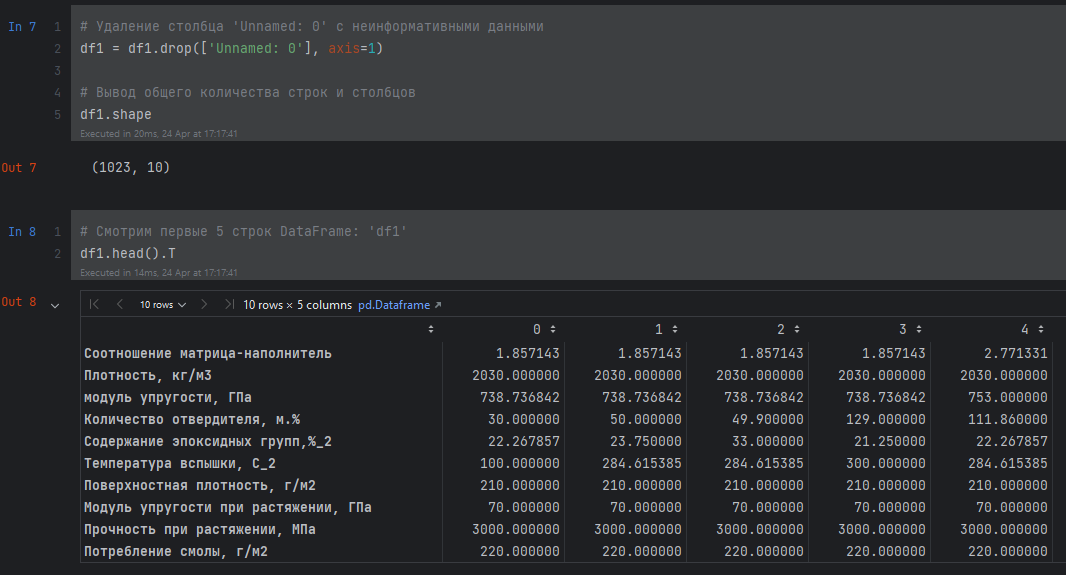 In 7 1 # Удаление столбца 'Unnamed: 0' с неинформативными данными
2 df1 = df1.drop(['Unnamed: 0'], axis=1)
3
4 # Вывод общего количества строк и столбцов
5 df1.shape
Executed in 20ms, 24 Apr at 17:17:41
Out 7 (1023, 10)
In 8 1 # Смотрим первые 5 строк DataFrame: 'df1'
2 df1.head().T
Executed in 14ms, 24 Apr at 17:17:41
Out 8 10 rows 10 rows × 5 columns pd.Dataframe
0 1 2 3 4
Соотношение матрица-наполнитель 1.857143 1.857143 1.857143 1.857143 2.771331
Плотность, кг/м3 2030.000000 2030.000000 2030.000000 2030.000000 2030.000000
модуль упругости, ГПа 738.736842 738.736842 738.736842 738.736842 753.000000
Количество отвердителя, м.% 30.000000 50.000000 49.900000 129.000000 111.860000
Содержание эпоксидных групп,%_2 22.267857 23.750000 33.000000 21.250000 22.267857
Температура вспышки, С_2 100.000000 284.615385 284.615385 300.000000 284.615385
Поверхностная плотность, г/м2 210.000000 210.000000 210.000000 210.000000 210.000000
Модуль упругости при растяжении, ГПа 70.000000 70.000000 70.000000 70.000000 70.000000
Прочность при растяжении, МПа 3000.000000 3000.000000 3000.000000 3000.000000 3000.000000
Потребление смолы, г/м2 220.000000 220.000000 220.000000 220.000000 220.000000